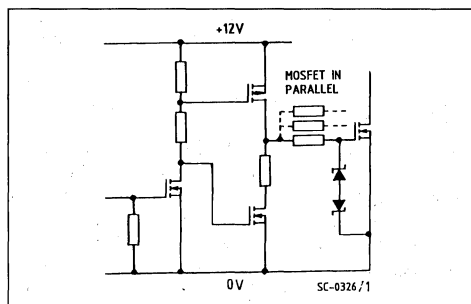 +12V
MOSFET IN
PARALLEL
0V
SC-0326/1